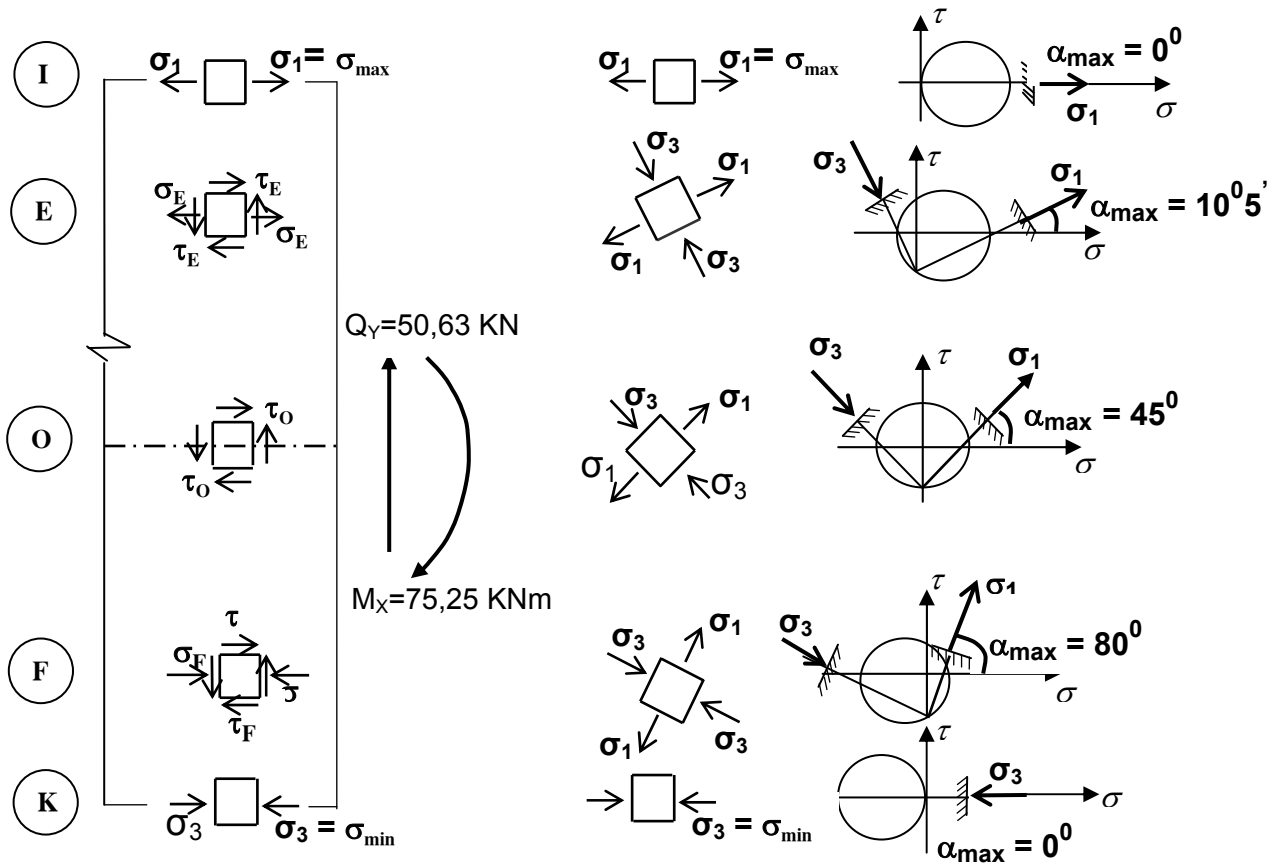 I
σ₁ σ₁= σmax
σ₁ σ₁= σmax
τ
αmax = 0⁰
σ₁ σ
E
σE τE
τE σE
σ₃ σ₁
σ₁ σ₃
σ₃ τ σ₁
αmax = 10⁰5'
σ
QY=50,63 KN
O
τO
τO
σ₃ σ₁
σ₁ σ₃
σ₃ τ σ₁
αmax = 45⁰
σ
MX=75,25 KNm
F
τ
σF
τF
σ₃ σ₁
σ₁ σ₃
σ₃ τ σ₁
αmax = 80⁰
σ
K
σ₃ σ₃ = σmin
σ₃ = σmin
τ
σ₃
σ
αmax = 0⁰